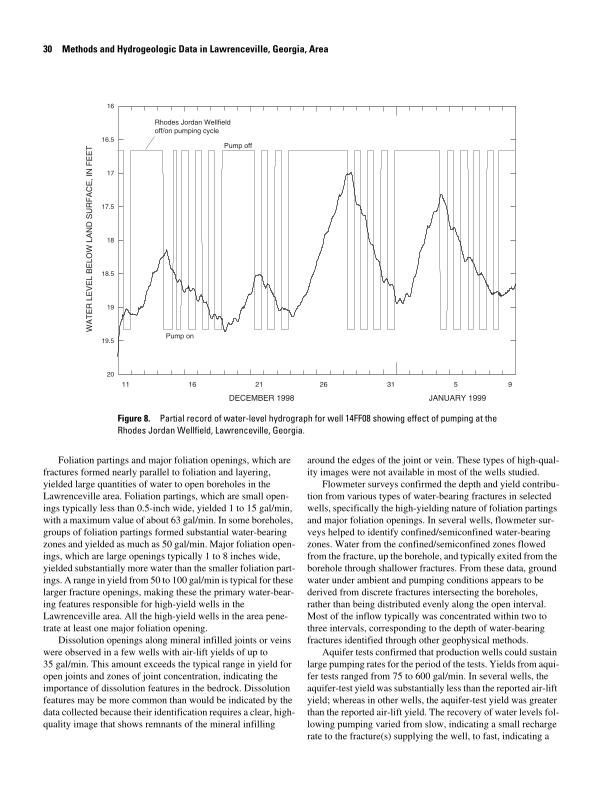 30 Methods and Hydrogeologic Data in Lawrenceville, Georgia, Area
16
16.5
17
17.5
18
18.5
19
19.5
20
WATER LEVEL BELOW LAND SURFACE, IN FEET
Rhodes Jordan Wellfield
off/on pumping cycle
Pump off
Pump on
11 16 21 26 31 5 9
DECEMBER 1998 JANUARY 1999
Figure 8. Partial record of water-level hydrograph for well 14FF08 showing effect of pumping at the
Rhodes Jordan Wellfield, Lawrenceville, Georgia.
Foliation partings and major foliation openings, which are
fractures formed nearly parallel to foliation and layering,
yielded large quantities of water to open boreholes in the
Lawrenceville area. Foliation partings, which are small open-
ings typically less than 0.5-inch wide, yielded 1 to 15 gal/min,
with a maximum value of about 63 gal/min. In some boreholes,
groups of foliation partings formed substantial water-bearing
zones and yielded as much as 50 gal/min. Major foliation open-
ings, which are large openings typically 1 to 8 inches wide,
yielded substantially more water than the smaller foliation part-
ings. A range in yield from 50 to 100 gal/min is typical for these
larger fracture openings, making these the primary water-bear-
ing features responsible for high-yield wells in the
Lawrenceville area. All the high-yield wells in the area pene-
trate at least one major foliation opening.
Dissolution openings along mineral infilled joints or veins
were observed in a few wells with air-lift yields of up to
35 gal/min. This amount exceeds the typical range in yield for
open joints and zones of joint concentration, indicating the
importance of dissolution features in the bedrock. Dissolution
features may be more common than would be indicated by the
data collected because their identification requires a clear, high-
quality image that shows remnants of the mineral infilling
around the edges of the joint or vein. These types of high-qual-
ity images were not available in most of the wells studied.
Flowmeter surveys confirmed the depth and yield contribu-
tion from various types of water-bearing fractures in selected
wells, specifically the high-yielding nature of foliation partings
and major foliation openings. In several wells, flowmeter sur-
veys helped to identify confined/semiconfined water-bearing
zones. Water from the confined/semiconfined zones flowed
from the fracture, up the borehole, and typically exited from the
borehole through shallower fractures. From these data, ground
water under ambient and pumping conditions appears to be
derived from discrete fractures intersecting the boreholes,
rather than being distributed evenly along the open interval.
Most of the inflow typically was concentrated within two to
three intervals, corresponding to the depth of water-bearing
fractures identified through other geophysical methods.
Aquifer tests confirmed that production wells could sustain
large pumping rates for the period of the tests. Yields from aqui-
fer tests ranged from 75 to 600 gal/min. In several wells, the
aquifer-test yield was substantially less than the reported air-lift
yield; whereas in other wells, the aquifer-test yield was greater
than the reported air-lift yield. The recovery of water levels fol-
lowing pumping varied from slow, indicating a small recharge
rate to the fracture(s) supplying the well, to fast, indicating a